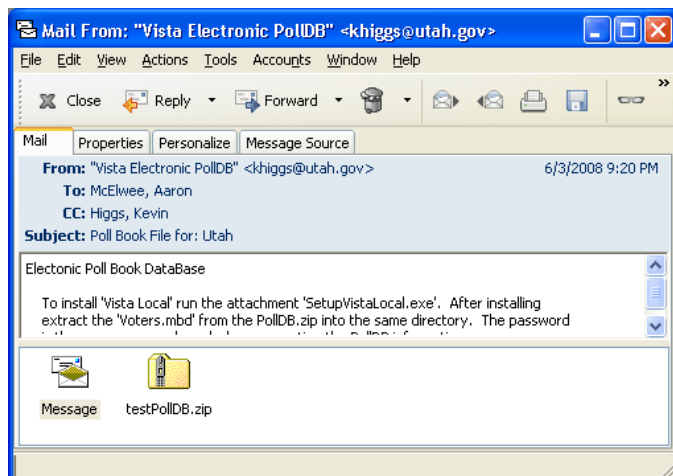 Mail From: "Vista Electronic PollDB" <khiggs@utah.gov>
File Edit View Actions Tools Accounts Window Help
Close Reply Forward »
Mail Properties Personalize Message Source
From: "Vista Electronic PollDB" <khiggs@utah.gov> 6/3/2008 9:20 PM
To: McElwee, Aaron
CC: Higgs, Kevin
Subject: Poll Book File for: Utah
Electonic Poll Book DataBase
To install 'Vista Local' run the attachment 'SetupVistaLocal.exe'. After installing
extract the 'Voters.mbd' from the PollDB.zip into the same directory. The password
Message testPollDB.zip